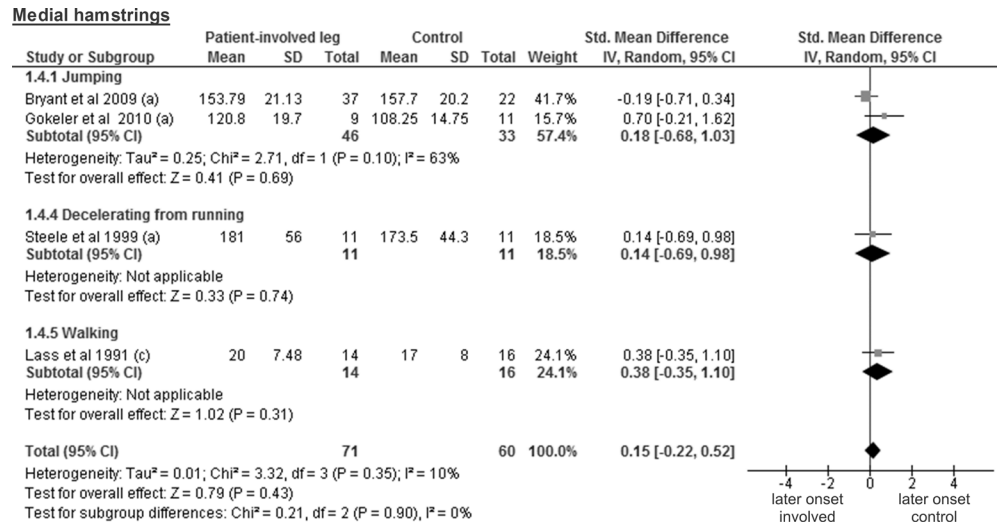 Medial hamstrings
Patient-involved leg Control Std. Mean Difference Std. Mean Difference
Study or Subgroup Mean SD Total Mean SD Total Weight IV, Random, 95% CI IV, Random, 95% CI
1.4.1 Jumping
Bryant et al 2009 (a) 153.79 21.13 37 157.7 20.2 22 41.7% -0.19 [-0.71, 0.34]
Gokeler et al 2010 (a) 120.8 19.7 9 108.25 14.75 11 15.7% 0.70 [-0.21, 1.62]
Subtotal (95% CI) 46 33 57.4% 0.18 [-0.68, 1.03]
Heterogeneity: Tau² = 0.25; Chi² = 2.71, df = 1 (P = 0.10); I² = 63%
Test for overall effect: Z = 0.41 (P = 0.69)
1.4.4 Decelerating from running
Steele et al 1999 (a) 181 56 11 173.5 44.3 11 18.5% 0.14 [-0.69, 0.98]
Subtotal (95% CI) 11 11 18.5% 0.14 [-0.69, 0.98]
Heterogeneity: Not applicable
Test for overall effect: Z = 0.33 (P = 0.74)
1.4.5 Walking
Lass et al 1991 (c) 20 7.48 14 17 8 16 24.1% 0.38 [-0.35, 1.10]
Subtotal (95% CI) 14 16 24.1% 0.38 [-0.35, 1.10]
Heterogeneity: Not applicable
Test for overall effect: Z = 1.02 (P = 0.31)
Total (95% CI) 71 60 100.0% 0.15 [-0.22, 0.52]
Heterogeneity: Tau² = 0.01; Chi² = 3.32, df = 3 (P = 0.35); I² = 10%
Test for overall effect: Z = 0.79 (P = 0.43)
Test for subgroup differences: Chi² = 0.21, df = 2 (P = 0.90), I² = 0%
-4 -2 0 2 4
later onset later onset
involved control